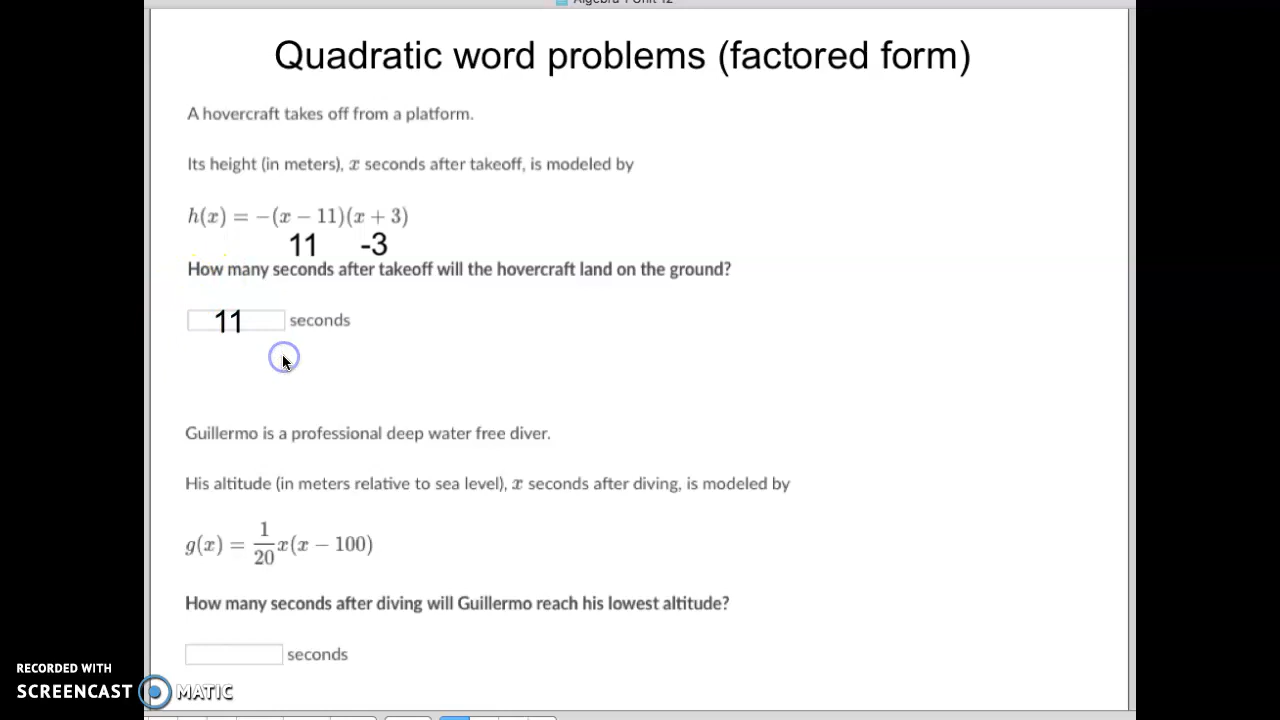 Quadratic word problems (factored form)
A hovercraft takes off from a platform.
Its height (in meters), x seconds after takeoff, is modeled by
h(x) = −(x − 11)(x + 3)
11 -3
How many seconds after takeoff will the hovercraft land on the ground?
11 seconds
Guillermo is a professional deep water free diver.
His altitude (in meters relative to sea level), x seconds after diving, is modeled by
g(x) = 1/20 x(x − 100)
How many seconds after diving will Guillermo reach his lowest altitude?
seconds
RECORDED WITH
SCREENCAST MATIC